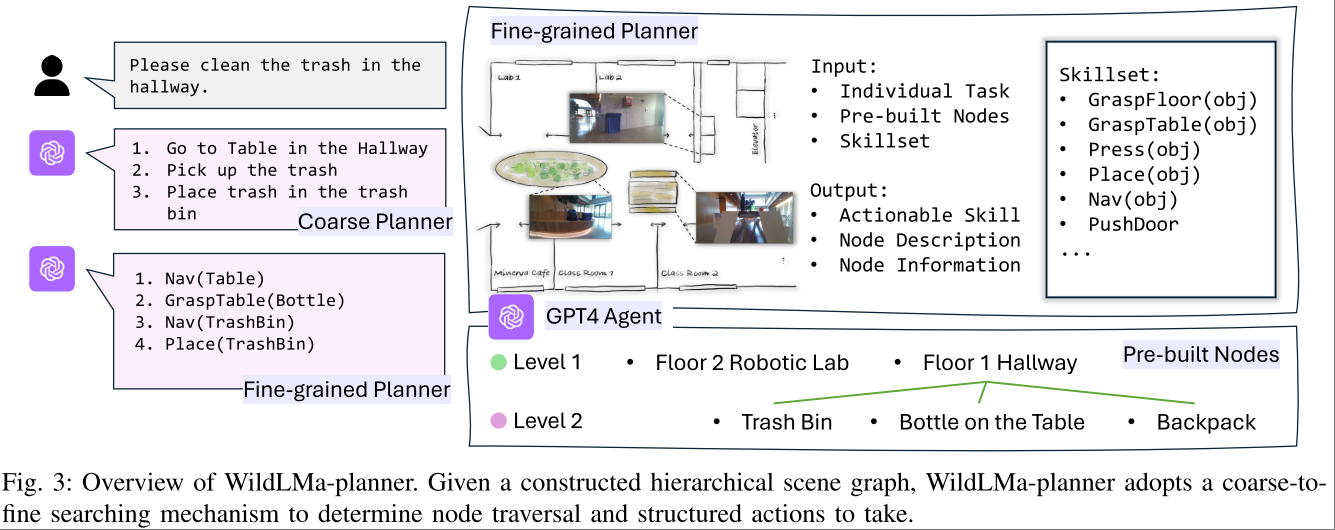 Please clean the trash in the
hallway.
1. Go to Table in the Hallway
2. Pick up the trash
3. Place trash in the trash
bin
Coarse Planner
1. Nav(Table)
2. GraspTable(Bottle)
3. Nav(TrashBin)
4. Place(TrashBin)
Fine-grained Planner
Fine-grained Planner
Lab 1
Lab 2
Elevator
Minerva Cafe
Class Room 1
Class Room 2
Input:
• Individual Task
• Pre-built Nodes
• Skillset
Output:
• Actionable Skill
• Node Description
• Node Information
Skillset:
• GraspFloor(obj)
• GraspTable(obj)
• Press(obj)
• Place(obj)
• Nav(obj)
• PushDoor
...
GPT4 Agent
Pre-built Nodes
Level 1 • Floor 2 Robotic Lab • Floor 1 Hallway
Level 2 • Trash Bin • Bottle on the Table • Backpack
Fig. 3: Overview of WildLMa-planner. Given a constructed hierarchical scene graph, WildLMa-planner adopts a coarse-to-
fine searching mechanism to determine node traversal and structured actions to take.